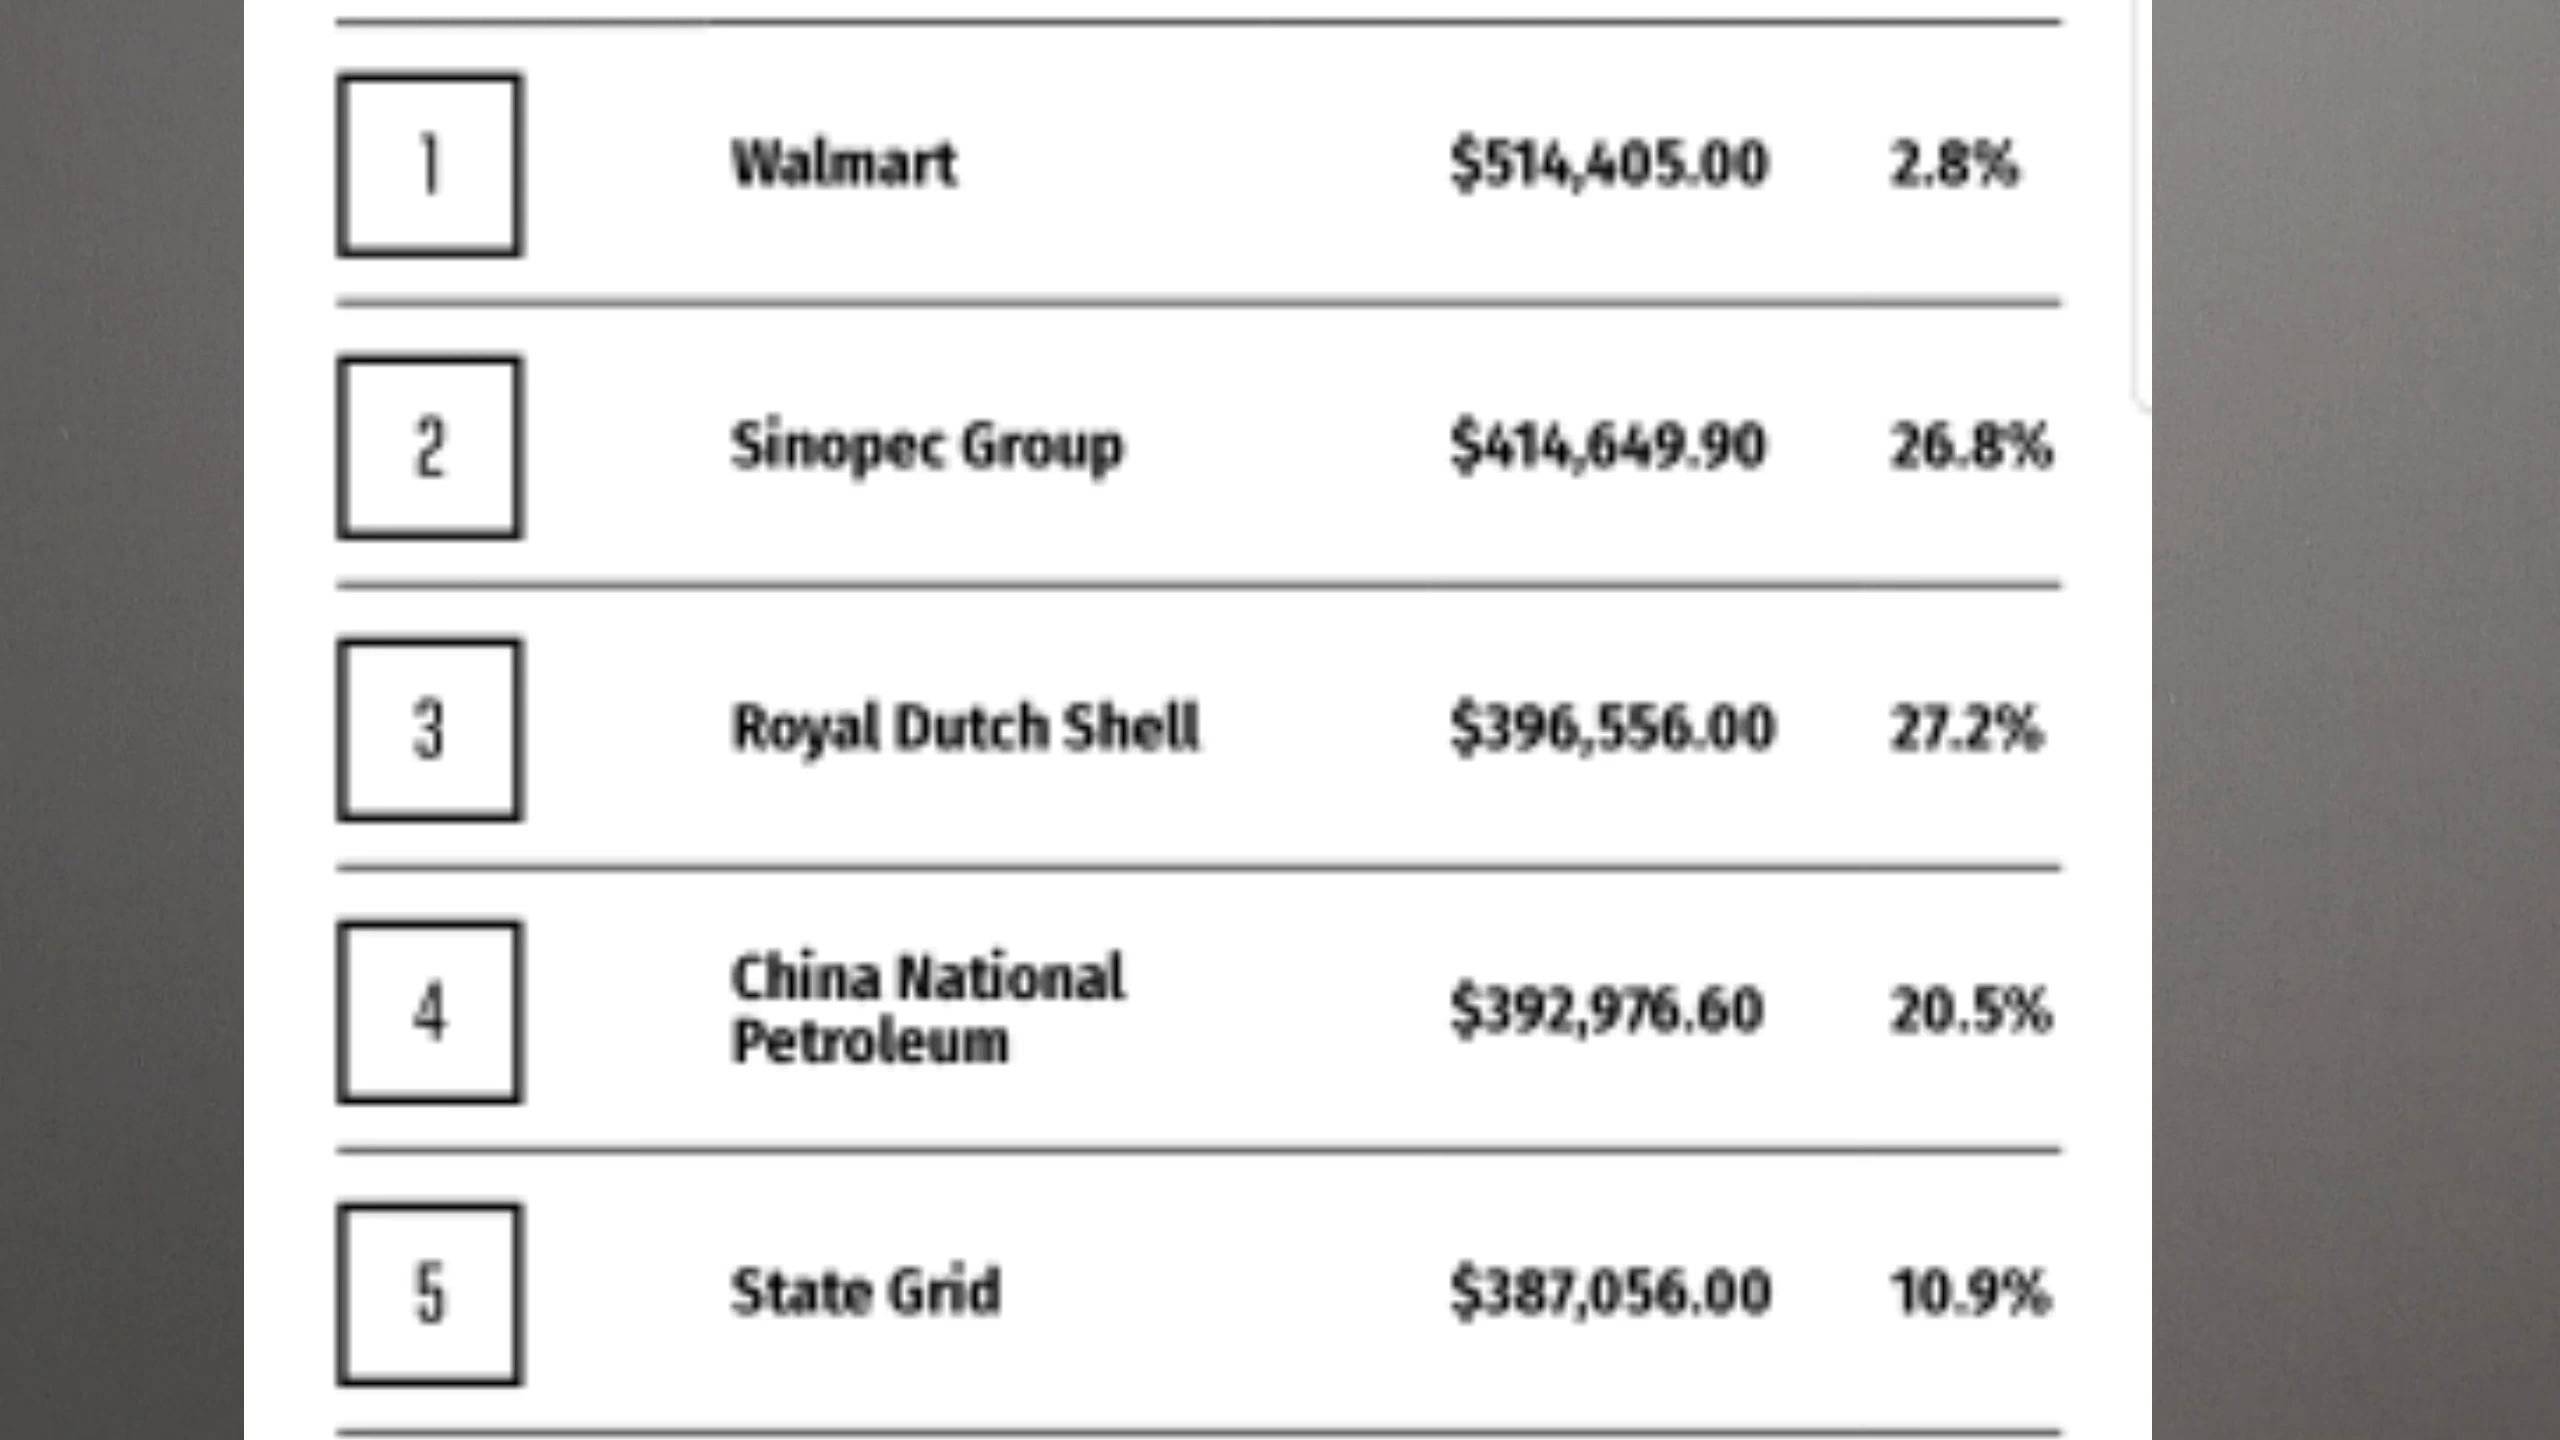 1 Walmart $514,405.00 2.8%
2 Sinopec Group $414,649.90 26.8%
3 Royal Dutch Shell $396,556.00 27.2%
4 China National
Petroleum $392,976.60 20.5%
5 State Grid $387,056.00 10.9%